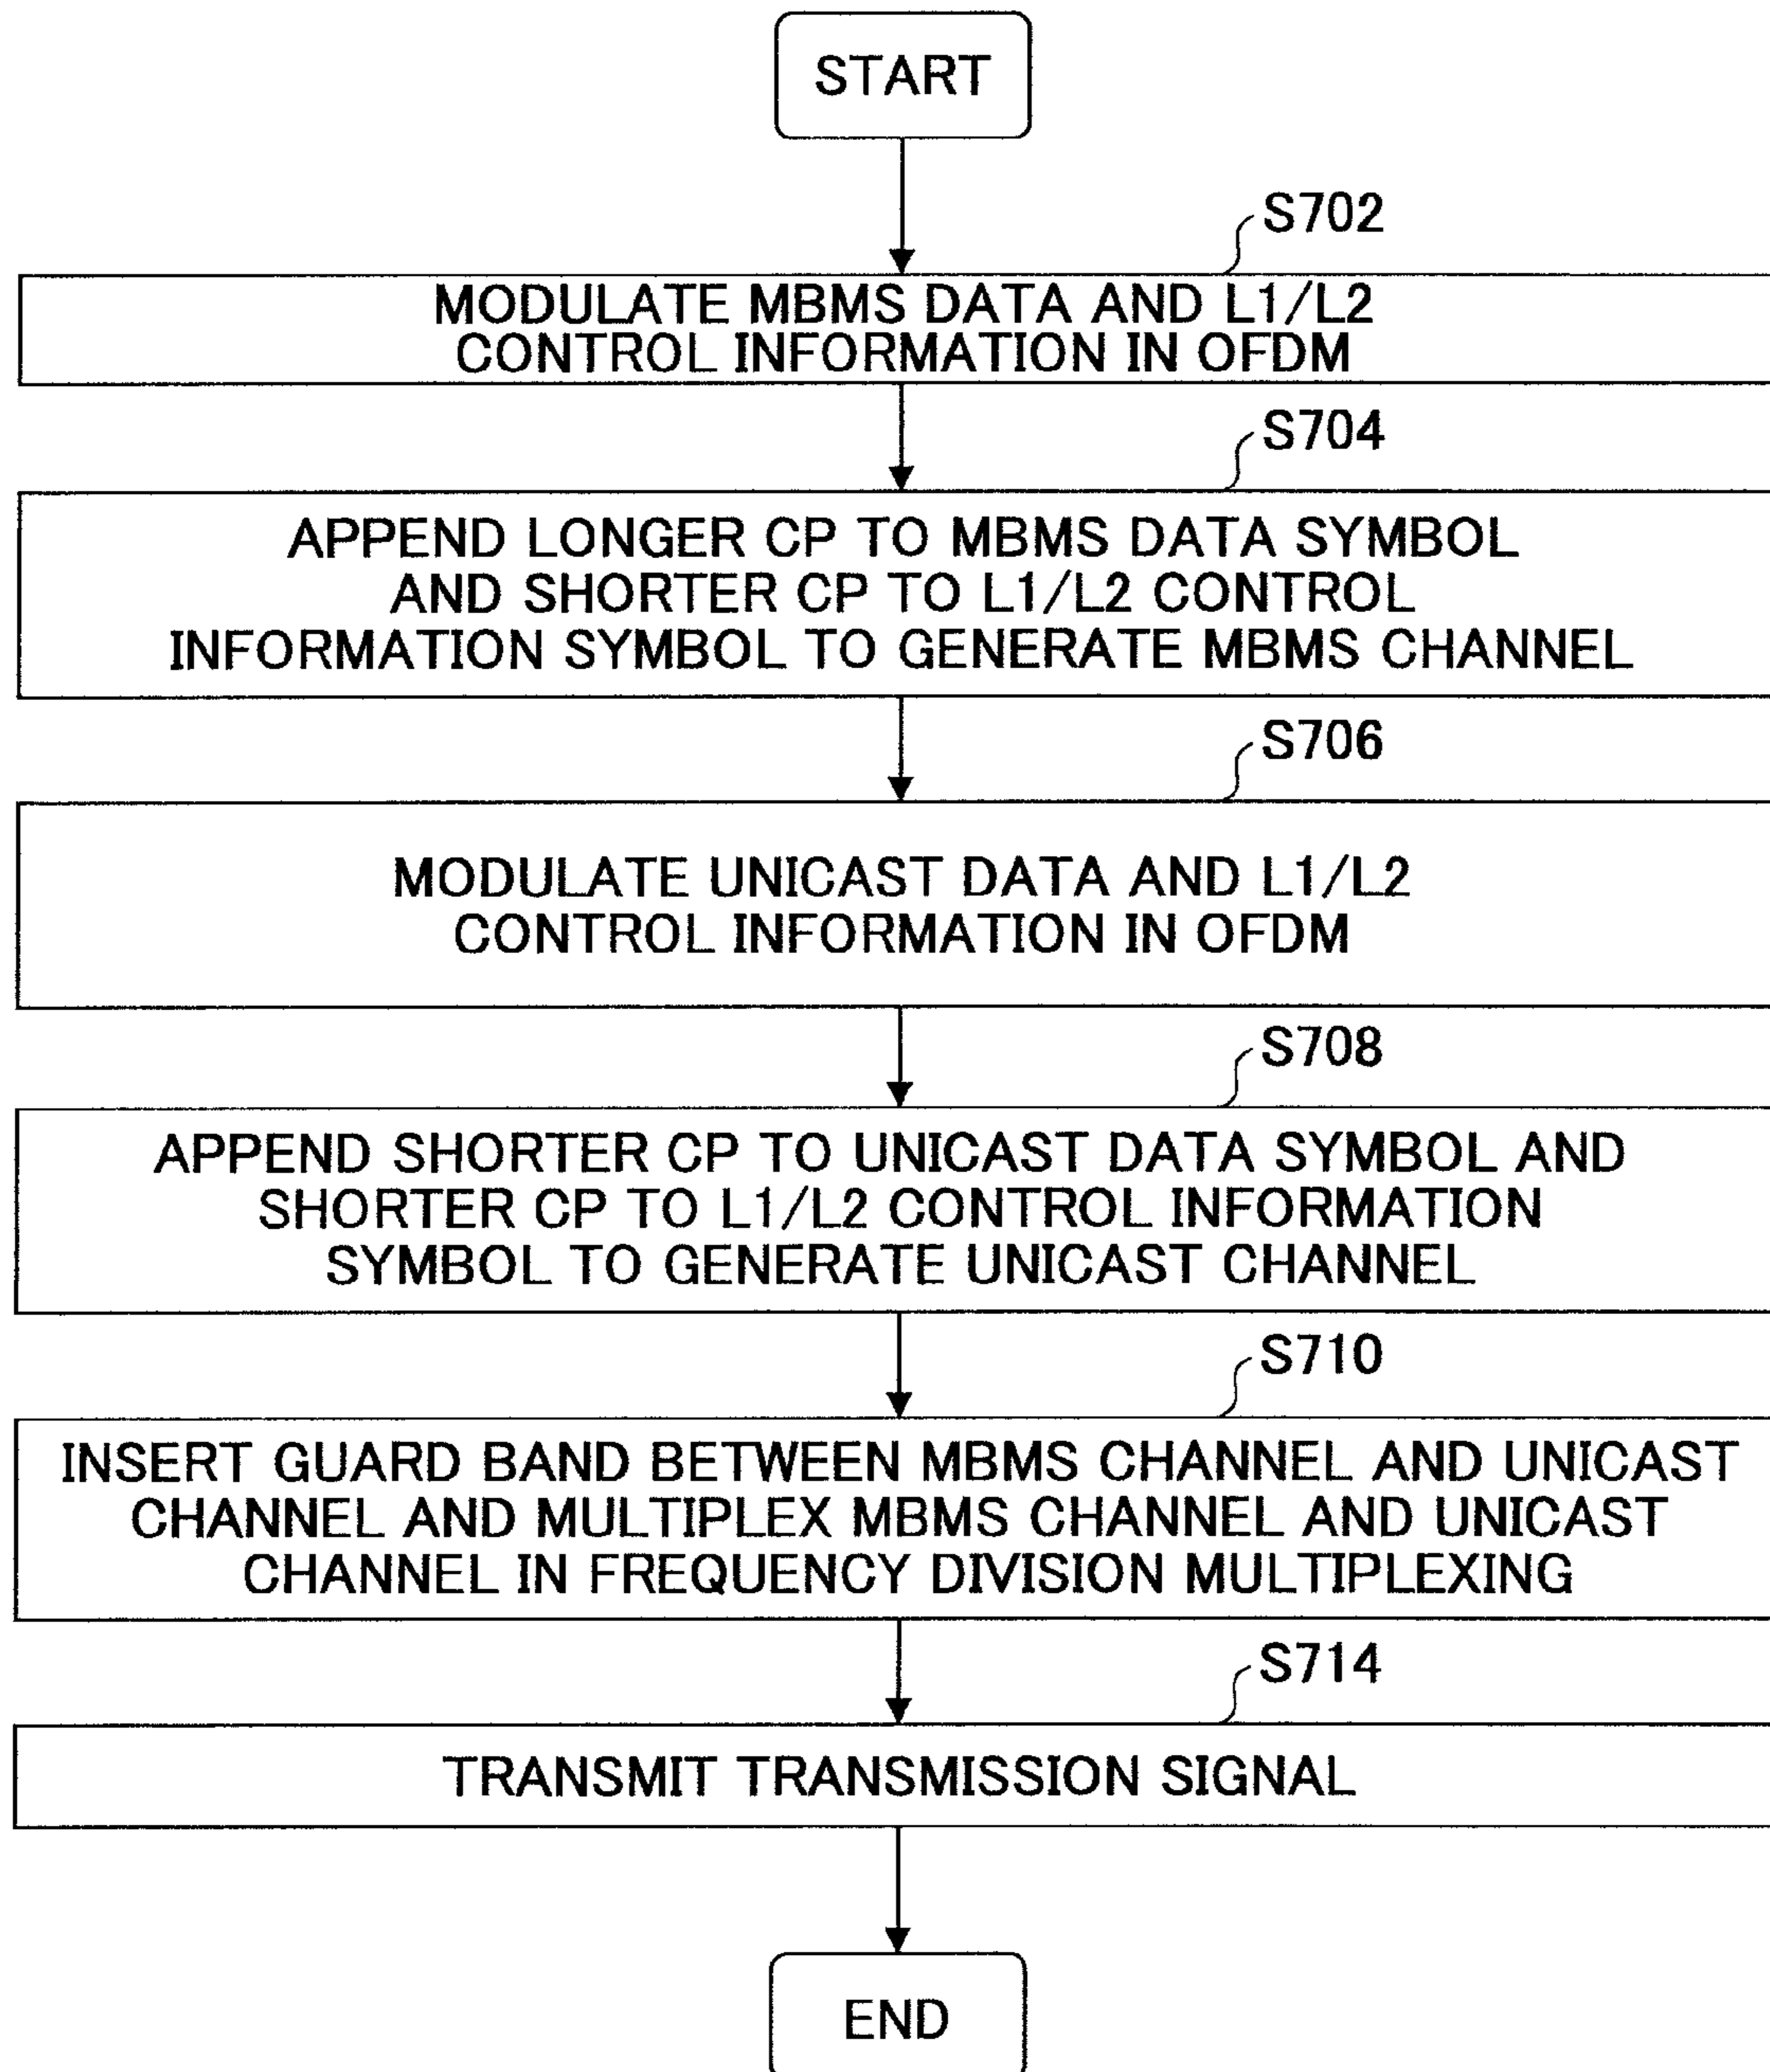 START
S702
MODULATE MBMS DATA AND L1/L2
CONTROL INFORMATION IN OFDM
S704
APPEND LONGER CP TO MBMS DATA SYMBOL
AND SHORTER CP TO L1/L2 CONTROL
INFORMATION SYMBOL TO GENERATE MBMS CHANNEL
S706
MODULATE UNICAST DATA AND L1/L2
CONTROL INFORMATION IN OFDM
S708
APPEND SHORTER CP TO UNICAST DATA SYMBOL AND
SHORTER CP TO L1/L2 CONTROL INFORMATION
SYMBOL TO GENERATE UNICAST CHANNEL
S710
INSERT GUARD BAND BETWEEN MBMS CHANNEL AND UNICAST
CHANNEL AND MULTIPLEX MBMS CHANNEL AND UNICAST
CHANNEL IN FREQUENCY DIVISION MULTIPLEXING
S714
TRANSMIT TRANSMISSION SIGNAL
END